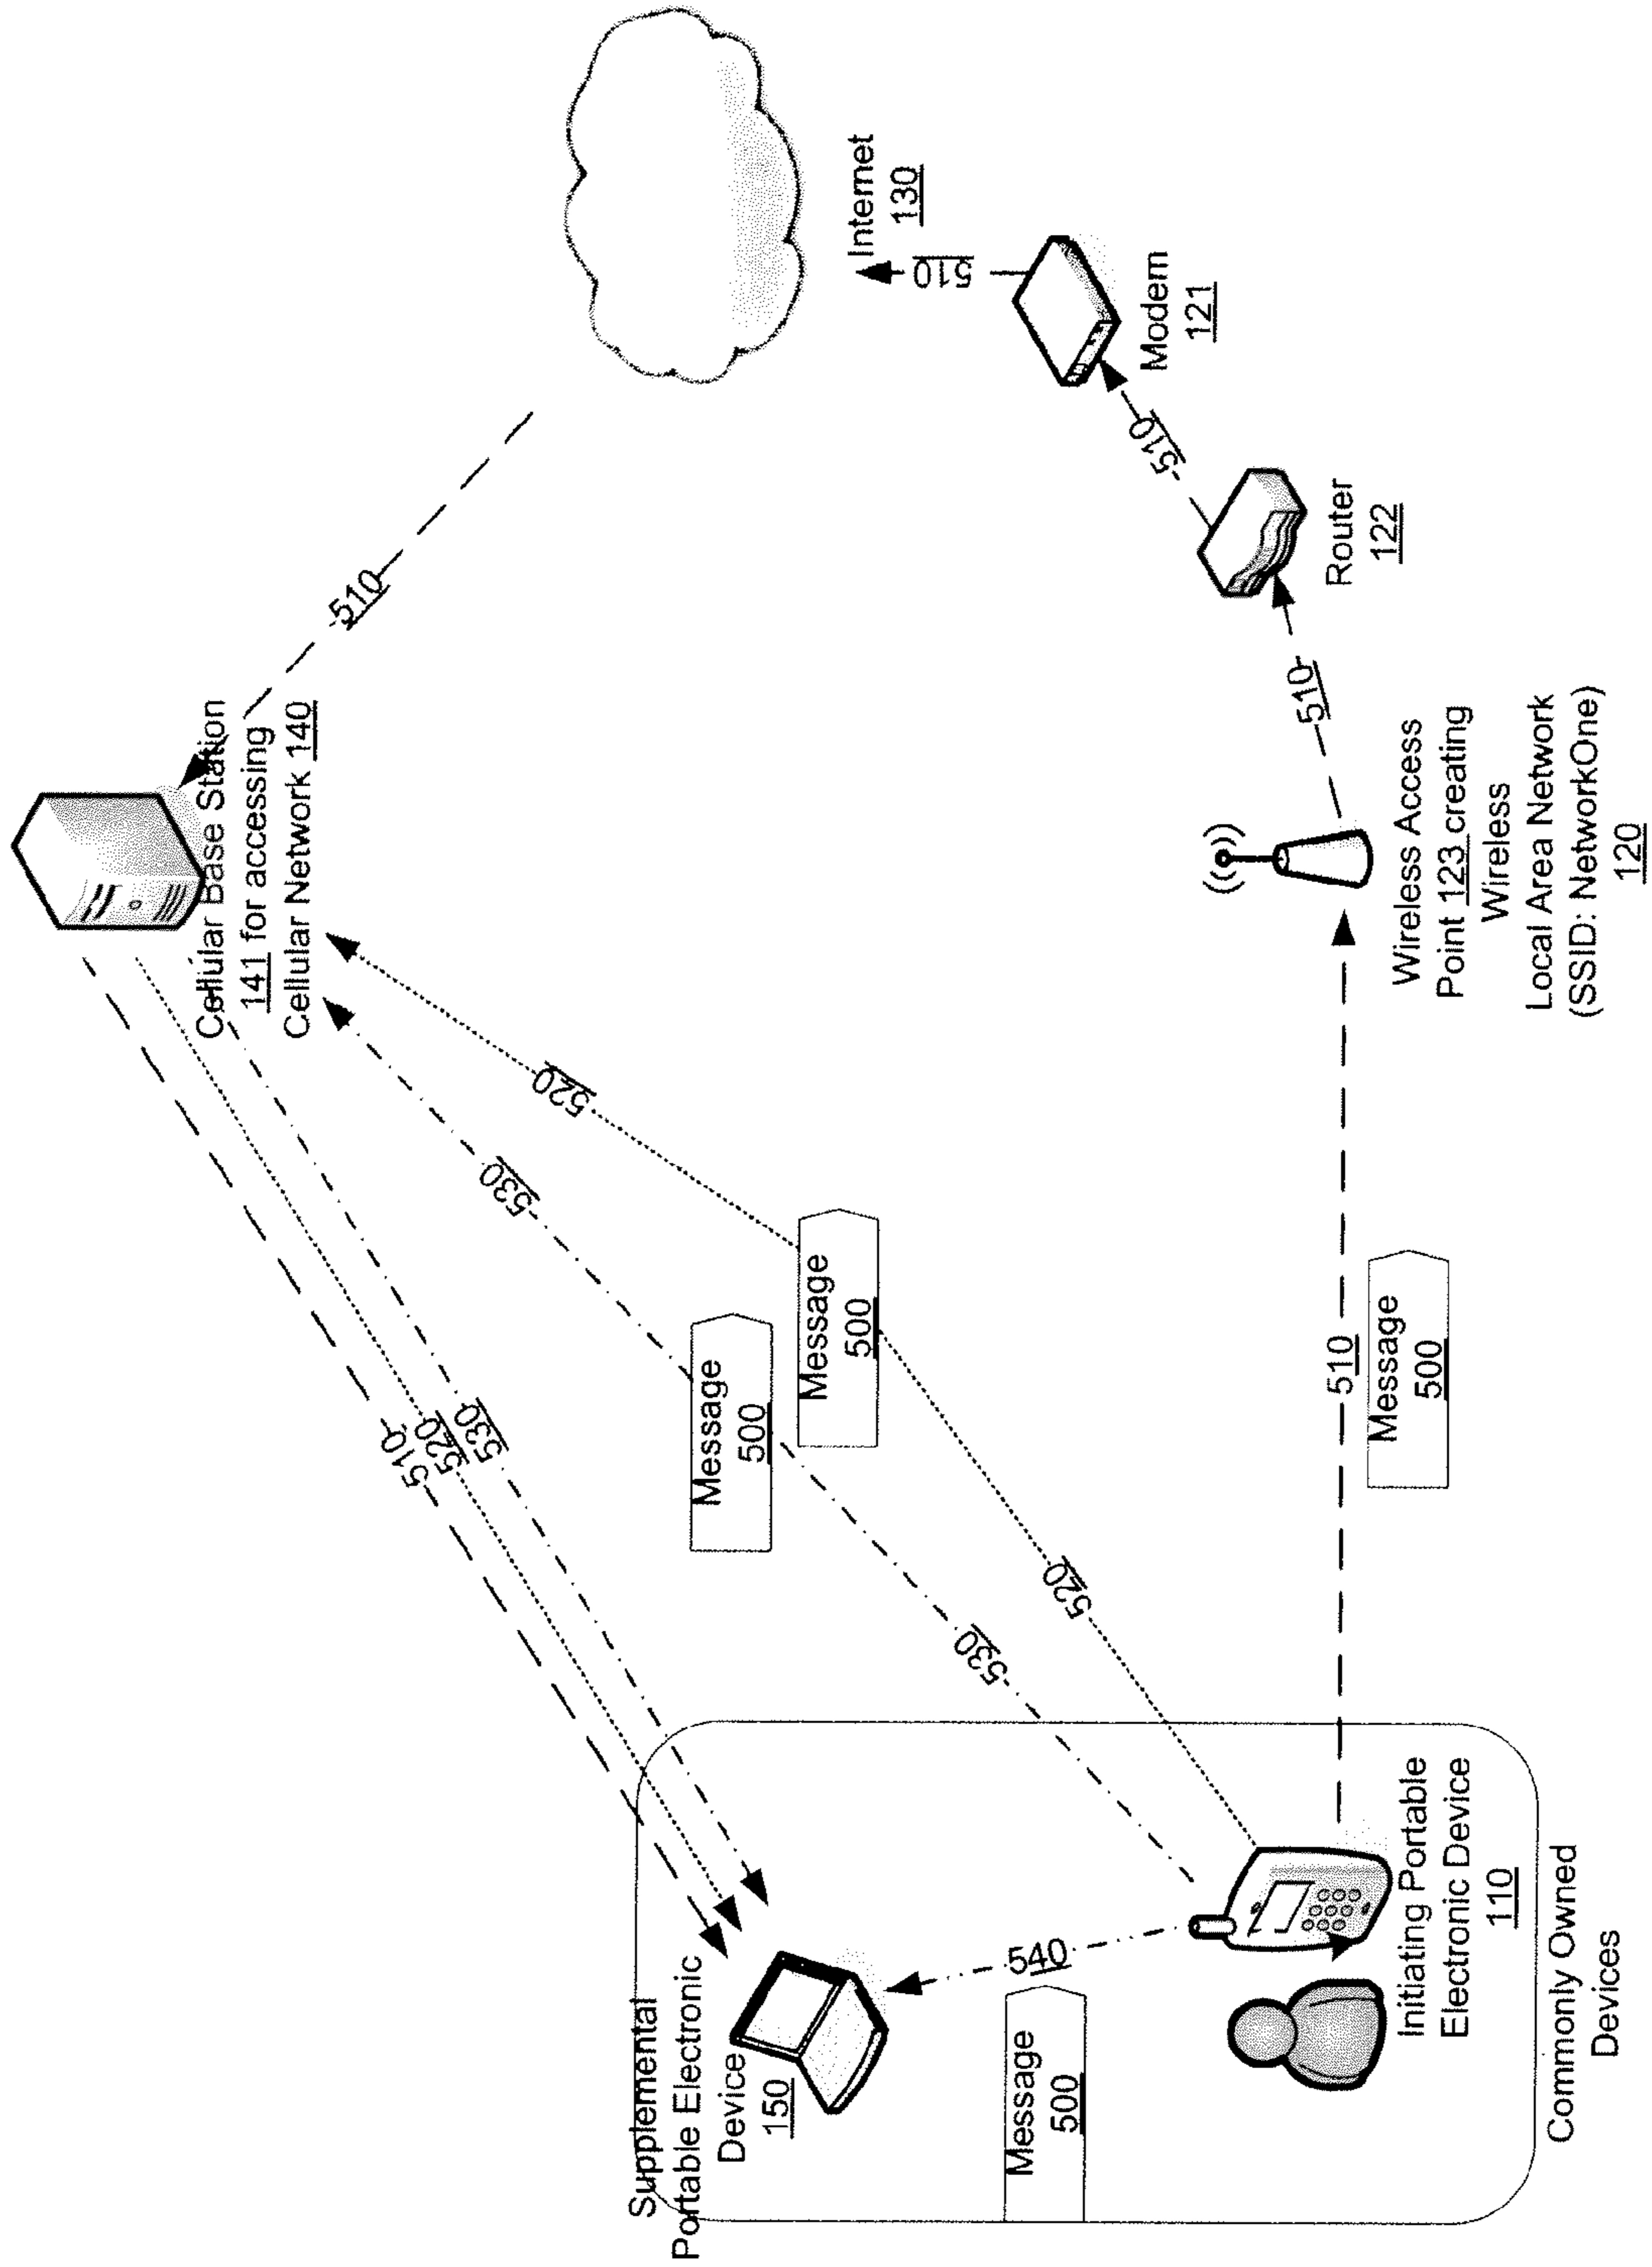 Supplemental
Portable Electronic
Device
150
Message
500
540
Initiating Portable
Electronic Device
110
Commonly Owned
Devices
510
520
530
530
520
Message
500
Message
500
530
520
510
Message
500
Cellular Base Station
141 for accessing
Cellular Network 140
Wireless Access
Point 123 creating
Wireless
Local Area Network
(SSID: NetworkOne)
120
510
Router
122
510
Modem
121
510
Internet
130
510